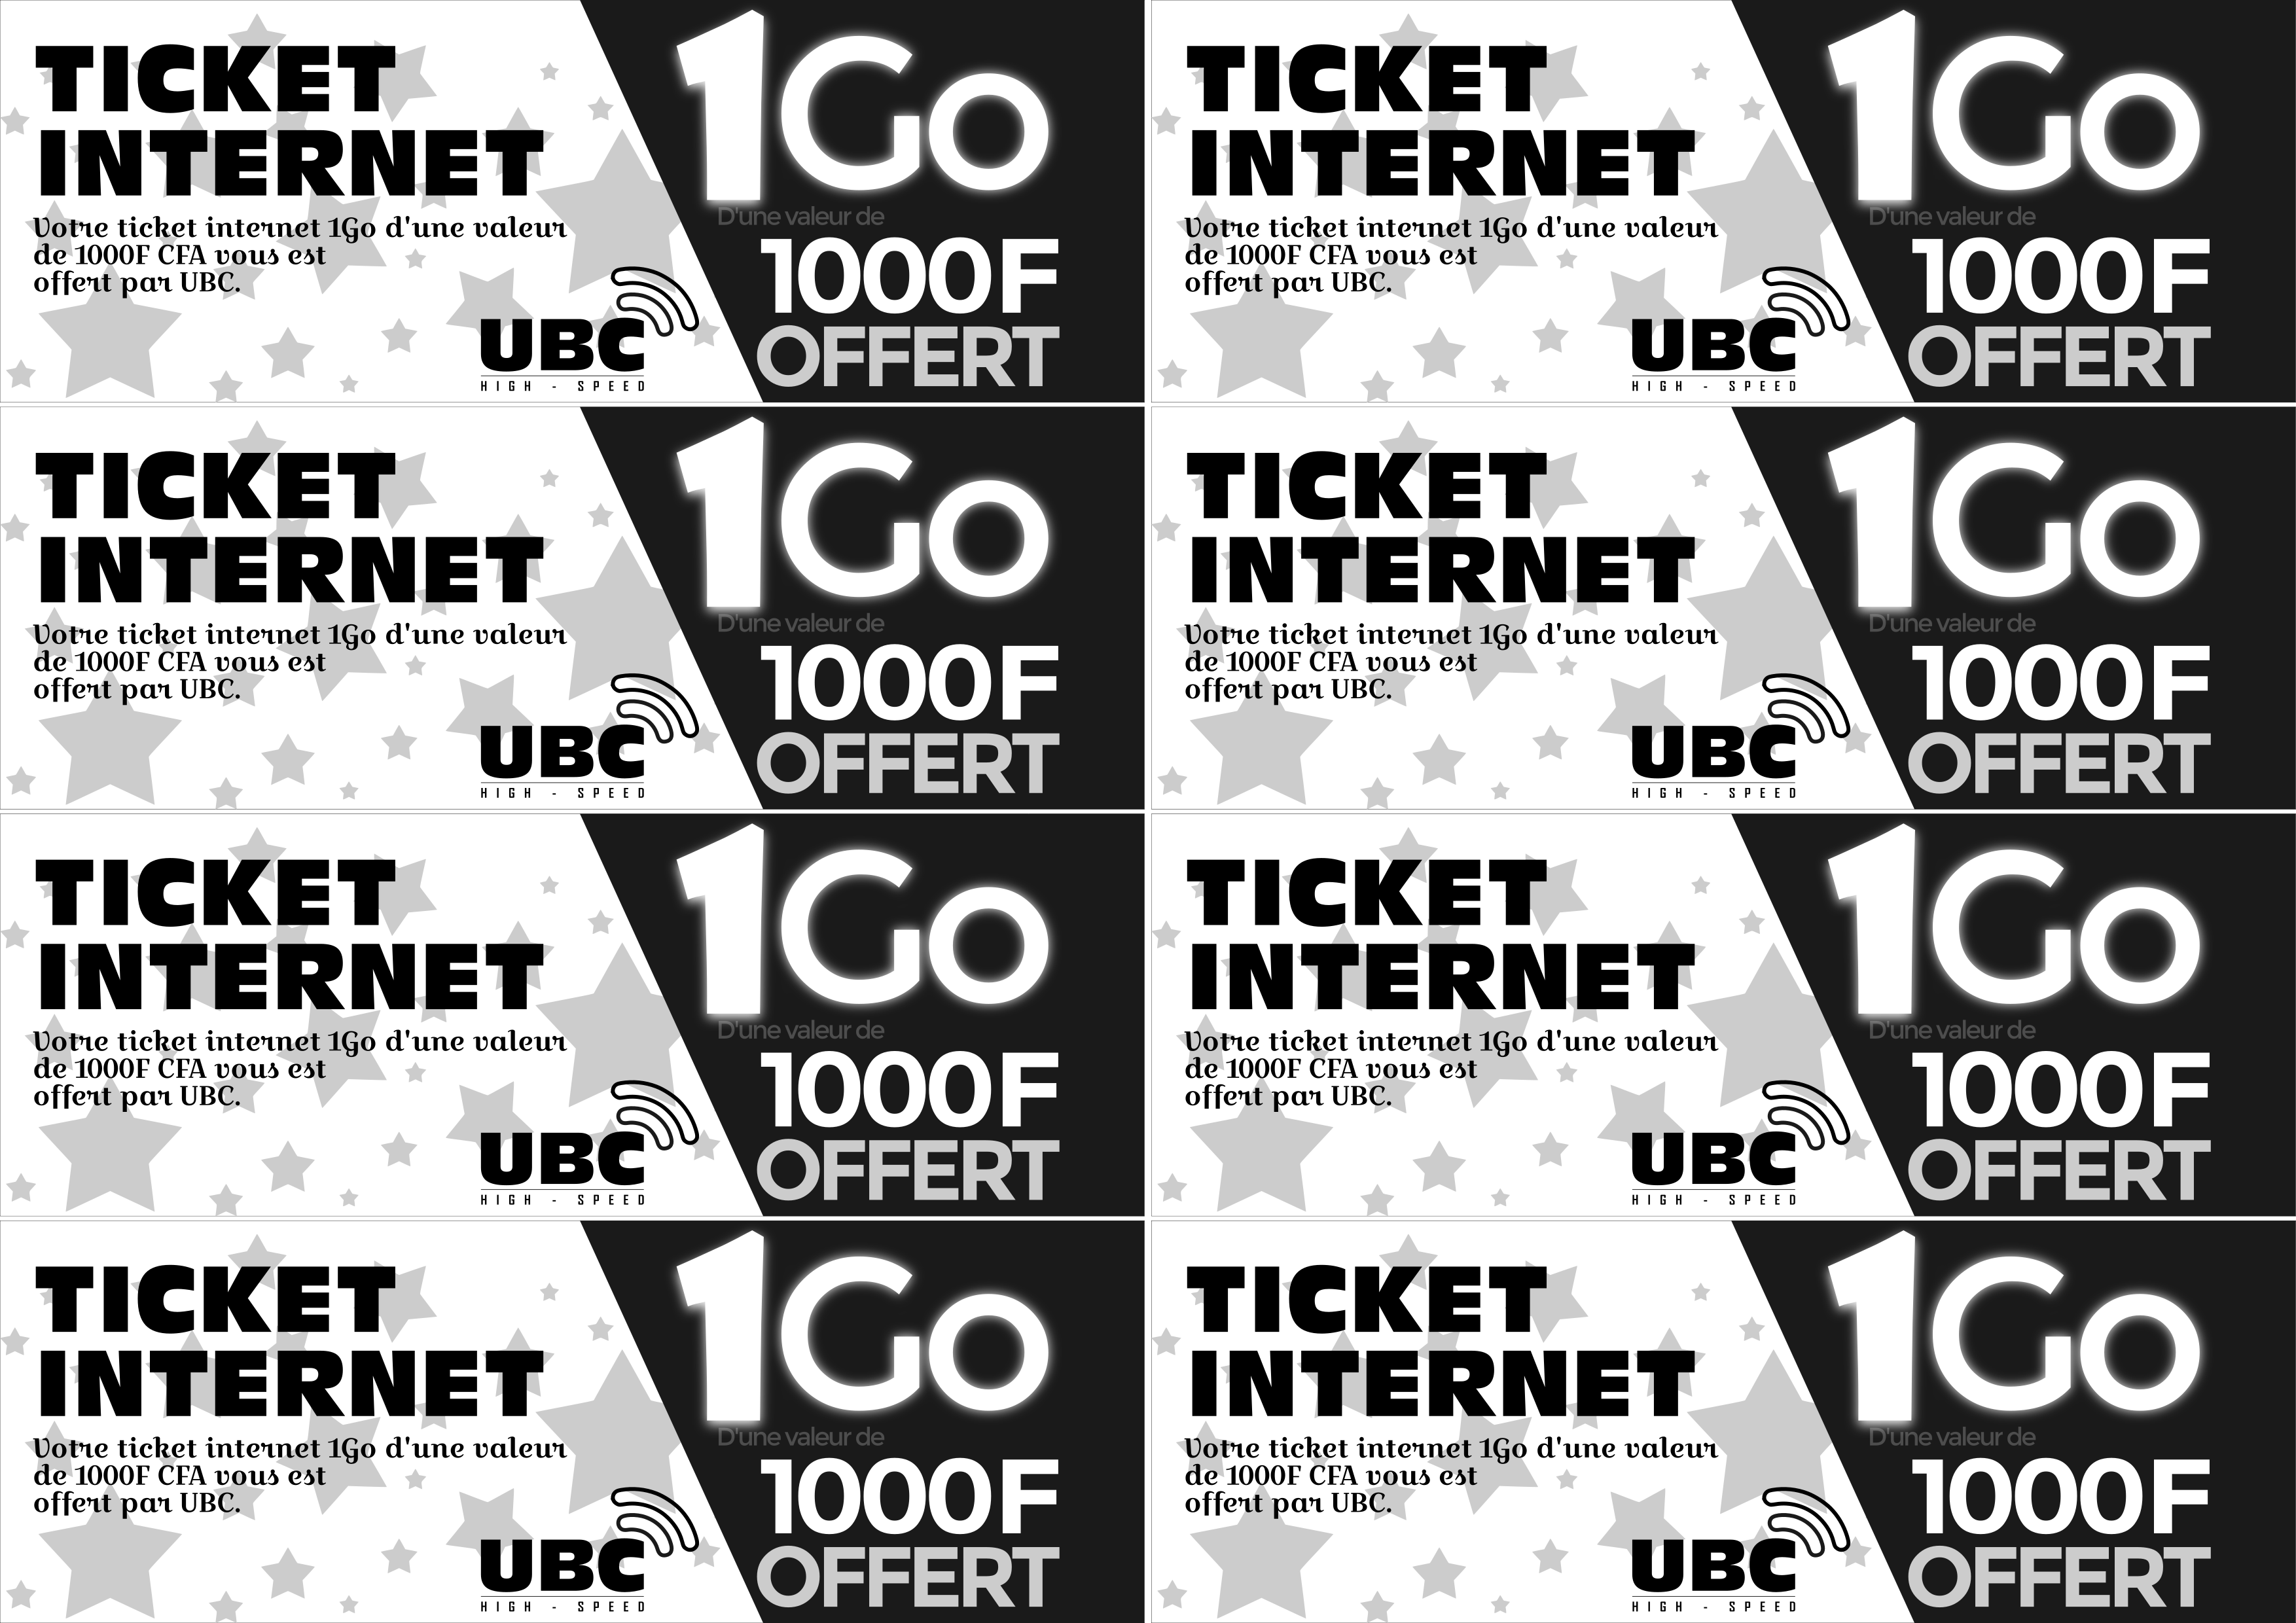 TICKET
INTERNET
Votre ticket internet 1Go d'une valeur
de 1000F CFA vous est
offert par UBC.
UBC
HIGH - SPEED
1Go
D'une valeur de
1000F
OFFERT
TICKET
INTERNET
Votre ticket internet 1Go d'une valeur
de 1000F CFA vous est
offert par UBC.
UBC
HIGH - SPEED
1Go
D'une valeur de
1000F
OFFERT
TICKET
INTERNET
Votre ticket internet 1Go d'une valeur
de 1000F CFA vous est
offert par UBC.
UBC
HIGH - SPEED
1Go
D'une valeur de
1000F
OFFERT
TICKET
INTERNET
Votre ticket internet 1Go d'une valeur
de 1000F CFA vous est
offert par UBC.
UBC
HIGH - SPEED
1Go
D'une valeur de
1000F
OFFERT
TICKET
INTERNET
Votre ticket internet 1Go d'une valeur
de 1000F CFA vous est
offert par UBC.
UBC
HIGH - SPEED
1Go
D'une valeur de
1000F
OFFERT
TICKET
INTERNET
Votre ticket internet 1Go d'une valeur
de 1000F CFA vous est
offert par UBC.
UBC
HIGH - SPEED
1Go
D'une valeur de
1000F
OFFERT
TICKET
INTERNET
Votre ticket internet 1Go d'une valeur
de 1000F CFA vous est
offert par UBC.
UBC
HIGH - SPEED
1Go
D'une valeur de
1000F
OFFERT
TICKET
INTERNET
Votre ticket internet 1Go d'une valeur
de 1000F CFA vous est
offert par UBC.
UBC
HIGH - SPEED
1Go
D'une valeur de
1000F
OFFERT